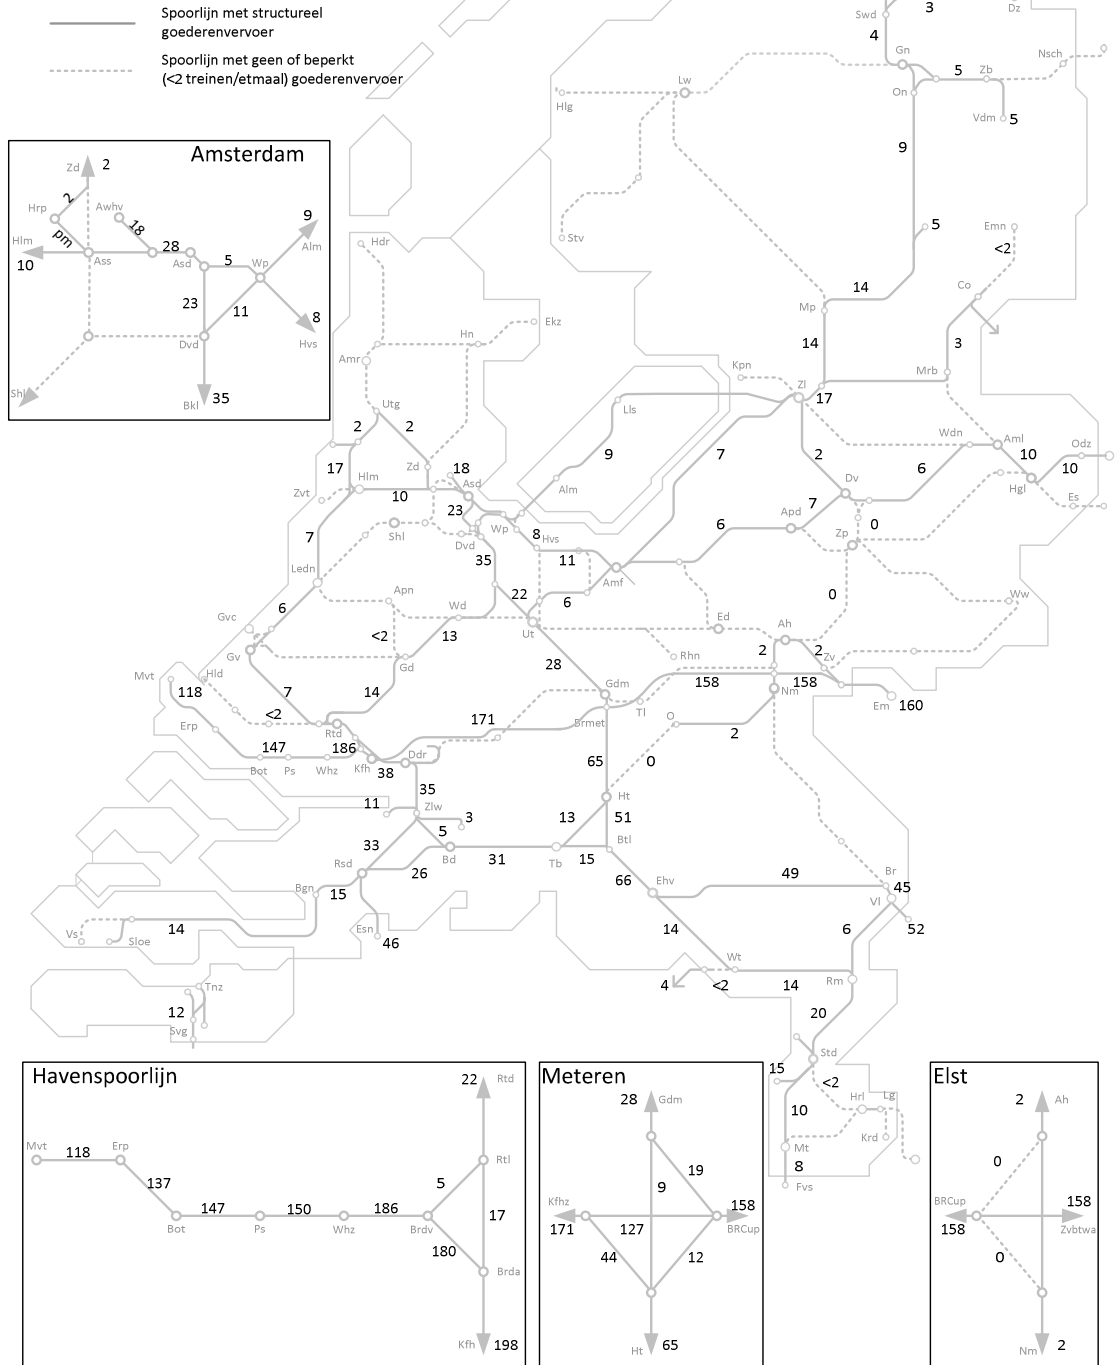 Spoorlijn met structureel
goederenvervoer
Spoorlijn met geen of beperkt
(<2 treinen/etmaal) goederenvervoer
Swd
3
Dz
4
Gn
Nsch
5
Zb
On
Vdm
5
Lw
Hlg
9
Stv
5
Emn
<2
Co
14
Mp
14
3
Mrb
Kpn
Zl
17
Amsterdam
Zd
2
Hrp
2
Awhv
18
9
Alm
pm
28
Hlm
10
Ass
Asd
5
Wp
23
11
8
Hvs
Dvd
Shl
Bkl
35
Hdr
Hn
Ekz
Amr
Utg
2
2
Lls
17
Zd
18
9
7
2
Wdn
Aml
10
Odz
10
Hgl
Es
6
Hlm
10
Asd
Alm
Zvt
Dv
7
Apd
6
0
Zp
23
Wp
8
Hvs
7
Shl
Dvd
35
11
Amf
Ledn
Apn
22
6
0
Ww
6
Wd
Ut
Ed
Ah
Gvc
<2
13
Gv
Gd
28
Rhn
2
2
Zv
Mvt
Hld
118
7
14
Gdm
158
158
Nm
Em
160
Tl
Erp
<2
Rtd
171
Brmet
O
2
147
186
Ddr
Bot
Ps
Whz
Kfh
38
65
0
35
11
Zlw
3
Ht
13
51
33
5
Btl
Rsd
26
Bd
31
Tb
15
66
Ehv
49
Br
45
Bgn
15
Vl
52
Vs
14
Sloe
Esn
46
14
6
Wt
4
<2
14
Rm
Tnz
12
Svg
20
Std
15
<2
10
Hrl
Lg
Krd
Mt
8
Fvs
Havenspoorlijn
22
Rtd
Mvt
118
Erp
137
147
150
186
5
Rtl
17
Bot
Ps
Whz
Brdv
180
Brda
Kfh
198
Meteren
28
Gdm
19
9
Kfhz
171
127
158
BRCup
44
12
Ht
65
Elst
2
Ah
0
BRCup
158
158
Zvbtwa
0
Nm
2